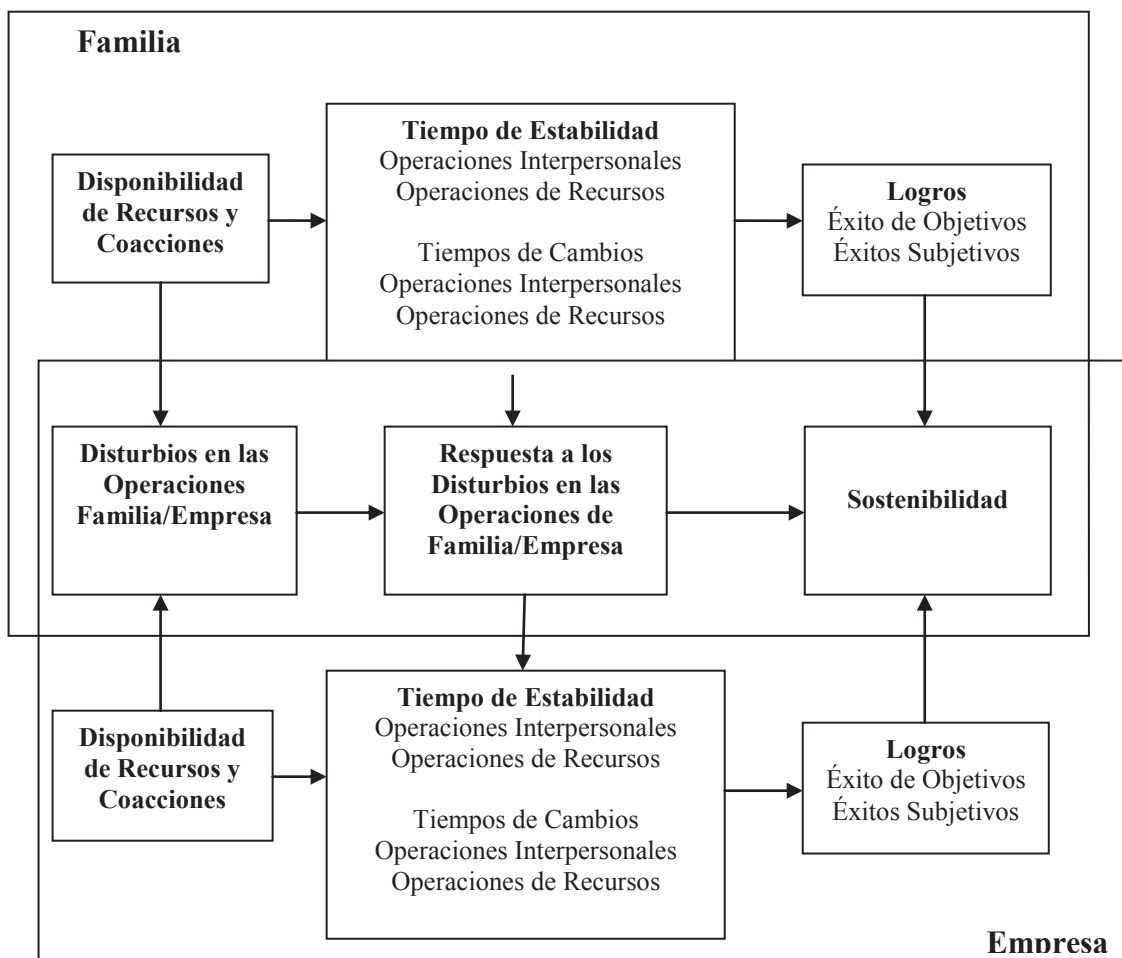 Familia
Disponibilidad
de Recursos y
Coacciones
Tiempo de Estabilidad
Operaciones Interpersonales
Operaciones de Recursos
Tiempos de Cambios
Operaciones Interpersonales
Operaciones de Recursos
Logros
Éxito de Objetivos
Éxitos Subjetivos
Disturbios en las
Operaciones
Familia/Empresa
Respuesta a los
Disturbios en las
Operaciones de
Familia/Empresa
Sostenibilidad
Disponibilidad
de Recursos y
Coacciones
Tiempo de Estabilidad
Operaciones Interpersonales
Operaciones de Recursos
Tiempos de Cambios
Operaciones Interpersonales
Operaciones de Recursos
Logros
Éxito de Objetivos
Éxitos Subjetivos
Empresa